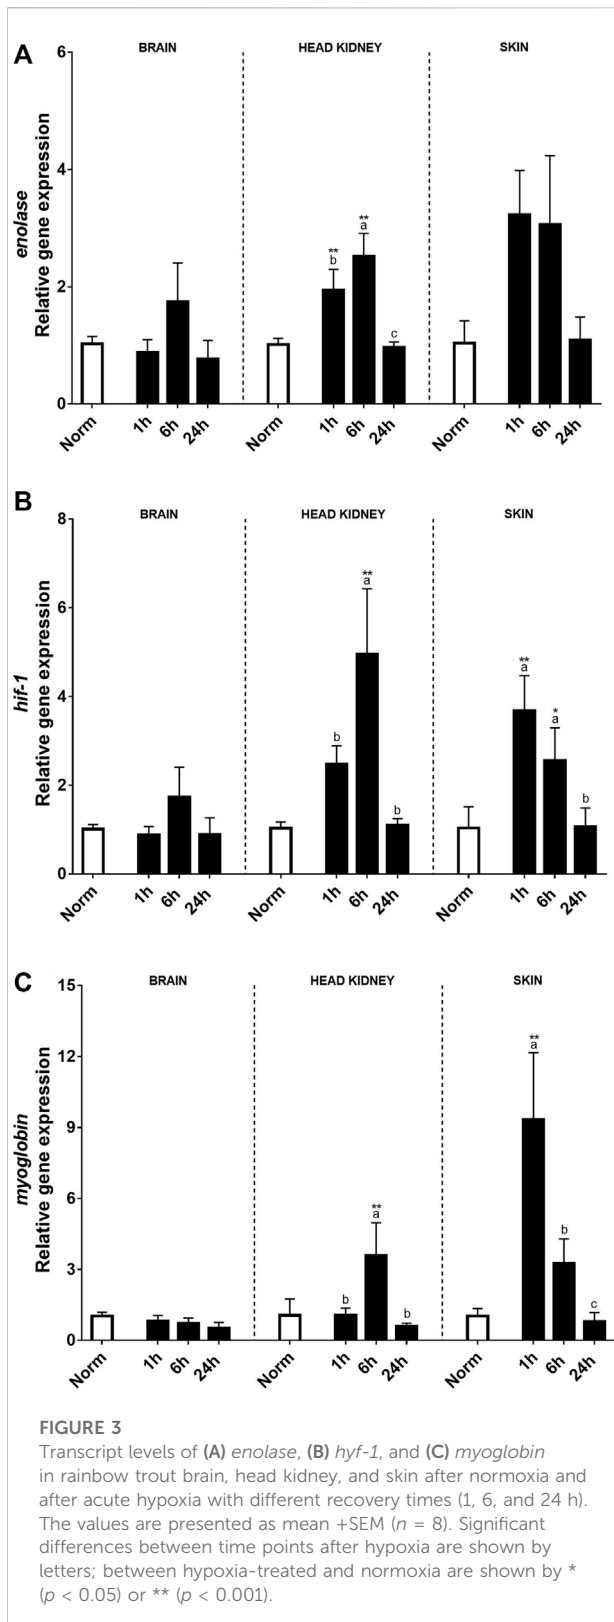 A
BRAIN HEAD KIDNEY SKIN
enolase
Relative gene expression
6
4
2
0
** b
** a
c
Norm 1h 6h 24h Norm 1h 6h 24h Norm 1h 6h 24h
B
BRAIN HEAD KIDNEY SKIN
hif-1
Relative gene expression
8
6
4
2
0
b
** a
b
** a
* a
b
Norm 1h 6h 24h Norm 1h 6h 24h Norm 1h 6h 24h
C
BRAIN HEAD KIDNEY SKIN
myoglobin
Relative gene expression
15
12
9
6
3
0
b
** a
b
** a
b
c
Norm 1h 6h 24h Norm 1h 6h 24h Norm 1h 6h 24h
FIGURE 3
Transcript levels of (A) enolase, (B) hyf-1, and (C) myoglobin
in rainbow trout brain, head kidney, and skin after normoxia and
after acute hypoxia with different recovery times (1, 6, and 24 h).
The values are presented as mean +SEM (n = 8). Significant
differences between time points after hypoxia are shown by
letters; between hypoxia-treated and normoxia are shown by *
(p < 0.05) or ** (p < 0.001).